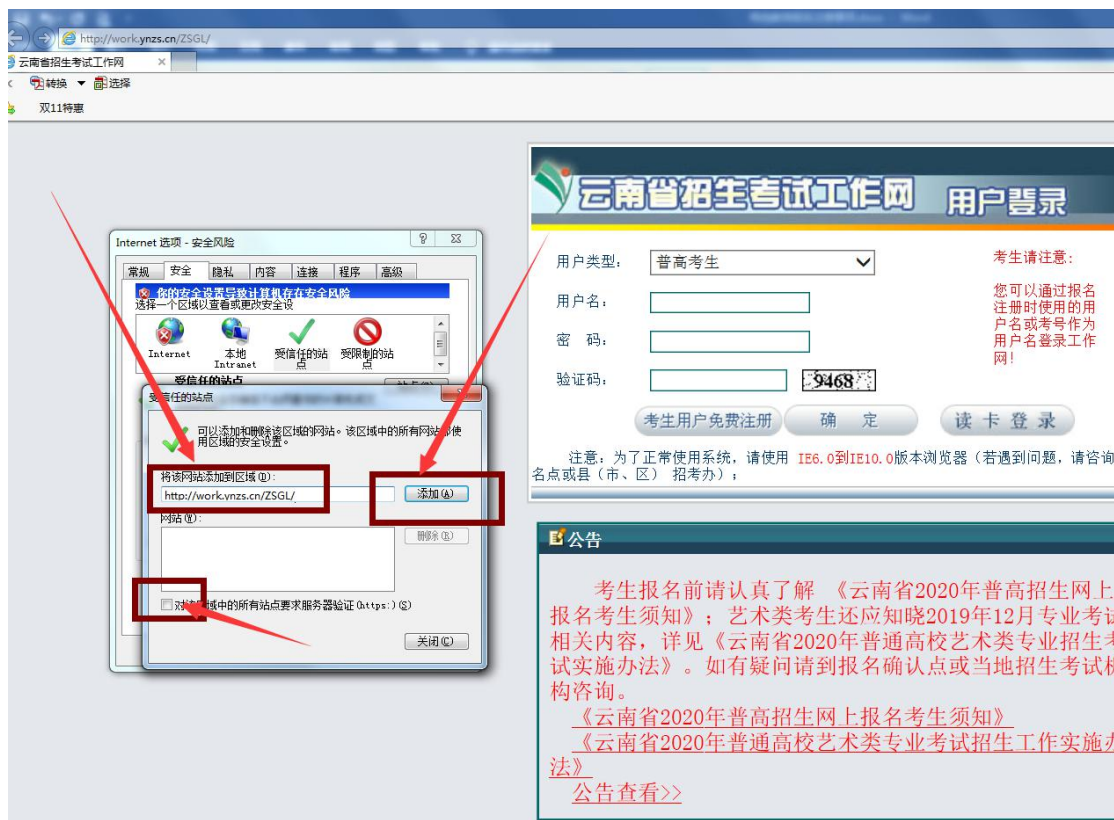 http://work.ynzs.cn/ZSGL/
云南省招生考试工作网 ×
转换 ▼ 选择
双11特惠
云南省招生考试工作网 用户登录
用户类型： 普高考生
用户名：
密 码：
验证码： 9468
考生用户免费注册 确 定 读 卡 登 录
考生请注意：
您可以通过报名
注册时使用的用
户名或考号作为
用户名登录工作
网！
注意：为了正常使用系统，请使用 IE6.0到IE10.0版本浏览器（若遇到问题，请咨询
名点或县（市、区） 招考办）；
Internet 选项 - 安全风险
常规 安全 隐私 内容 连接 程序 高级
你的安全设置导致计算机存在安全风险
选择一个区域以查看或更改安全设
Internet 本地 受信任的站 受限制的站
Intranet 点 点
受信任的站点
受信任的站点
可以添加和删除该区域的网站。该区域中的所有网站都使
用区域的安全设置。
将该网站添加到区域(D):
http://work.ynzs.cn/ZSGL/ 添加(A)
网站(W):
删除(R)
对该区域中的所有站点要求服务器验证(https:)(S)
关闭(C)
公告
考生报名前请认真了解 《云南省2020年普高招生网上
报名考生须知》；艺术类考生还应知晓2019年12月专业考试
相关内容，详见《云南省2020年普通高校艺术类专业招生考
试实施办法》。如有疑问请到报名确认点或当地招生考试机
构咨询。
《云南省2020年普高招生网上报名考生须知》
《云南省2020年普通高校艺术类专业考试招生工作实施办
法》
公告查看>>